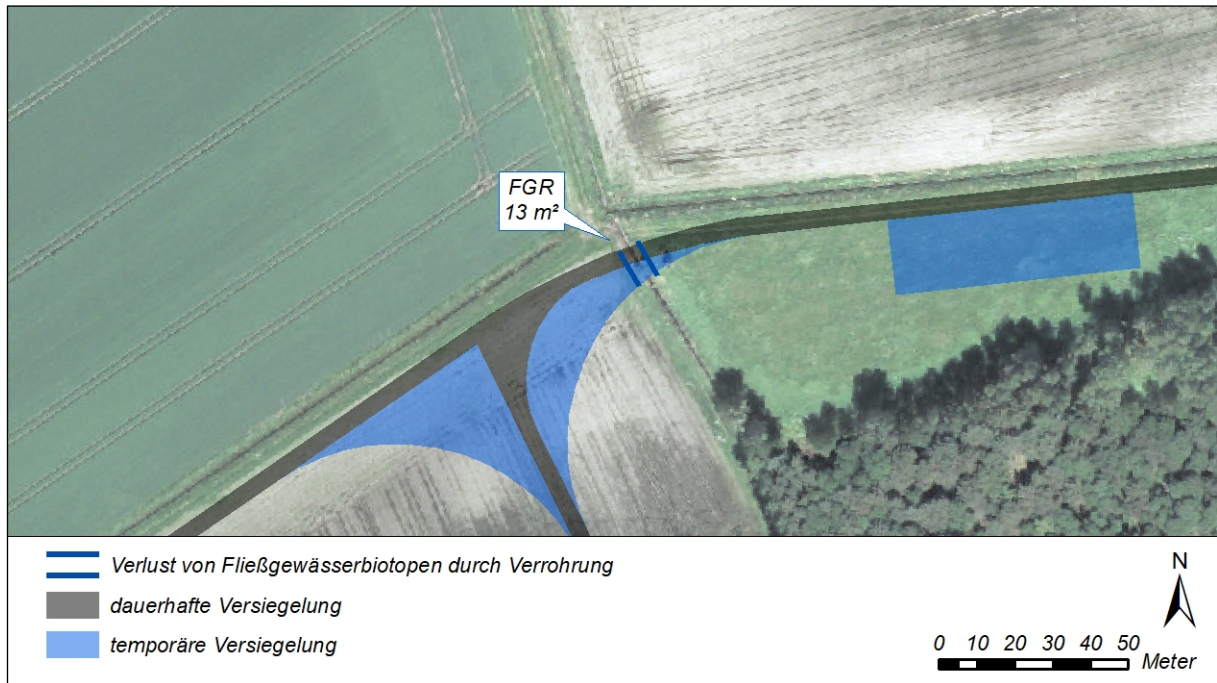 FGR
13 m²
Verlust von Fließgewässerbiotopen durch Verrohrung
dauerhafte Versiegelung
temporäre Versiegelung
N
0 10 20 30 40 50
Meter